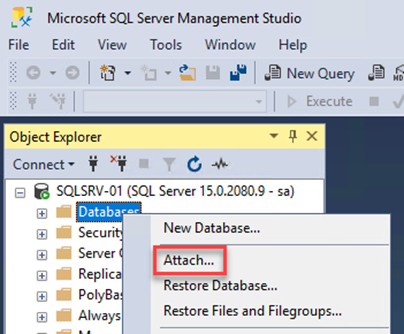 Microsoft SQL Server Management Studio
File Edit View Tools Window Help
New Query
Execute
Object Explorer
Connect
SQLSRV-01 (SQL Server 15.0.2080.9 - sa)
Databases
New Database...
Security
Attach...
Server
Replica
Restore Database...
PolyBas
Restore Files and Filegroups...
Always